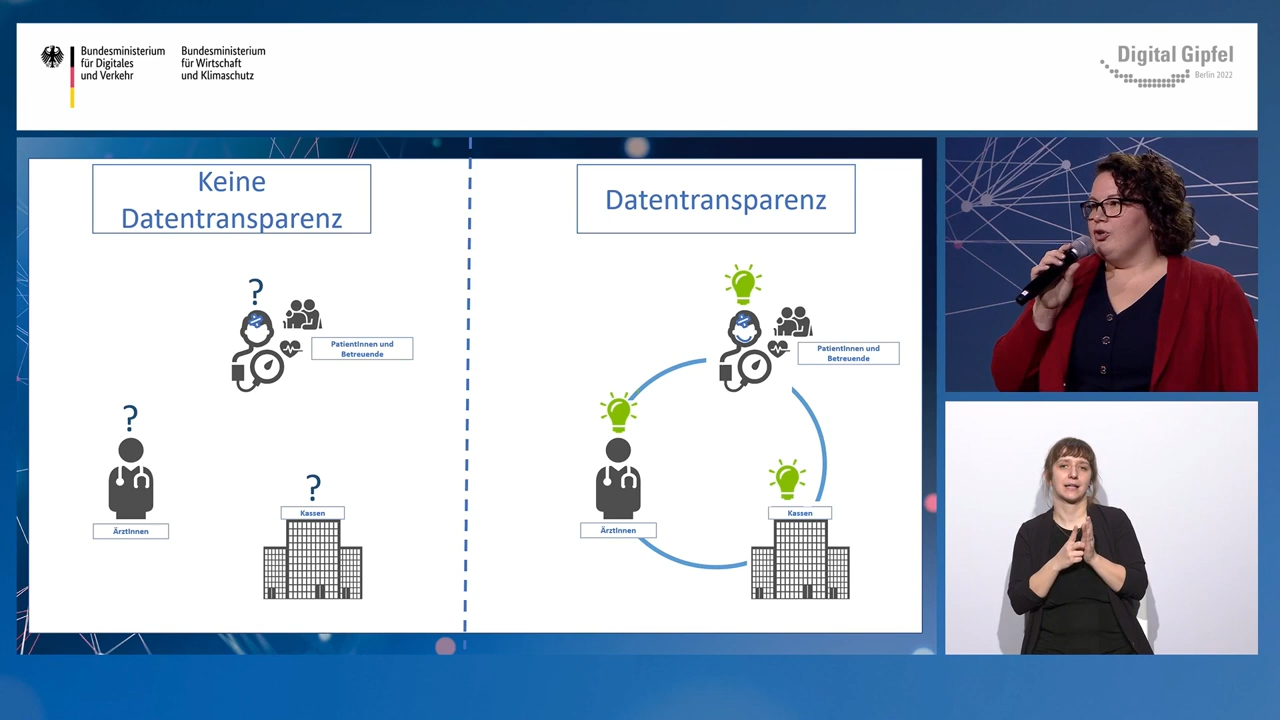 Bundesministerium
für Digitales
und Verkehr
Bundesministerium
für Wirtschaft
und Klimaschutz
Digital Gipfel
Berlin 2022
Keine
Datentransparenz
Datentransparenz
?
PatientInnen und
Betreuende
?
ÄrztInnen
?
Kassen
PatientInnen und
Betreuende
ÄrztInnen
Kassen